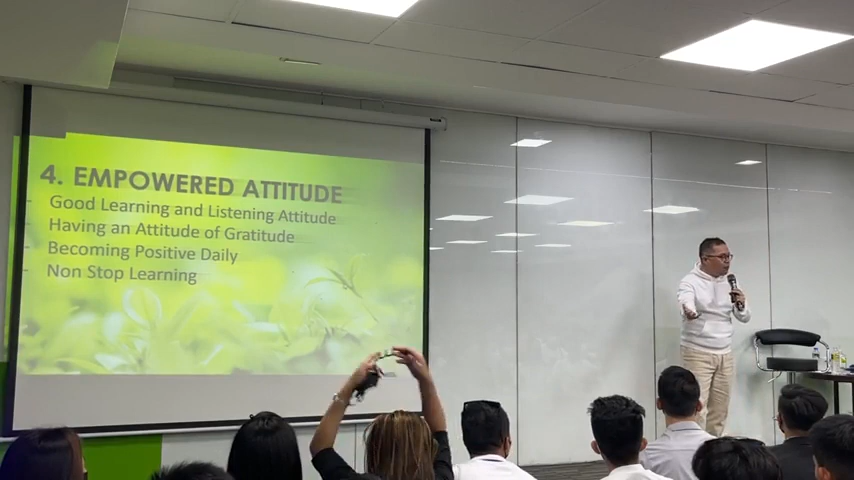 4. EMPOWERED ATTITUDE
Good Learning and Listening Attitude
Having an Attitude of Gratitude
Becoming Positive Daily
Non Stop Learning